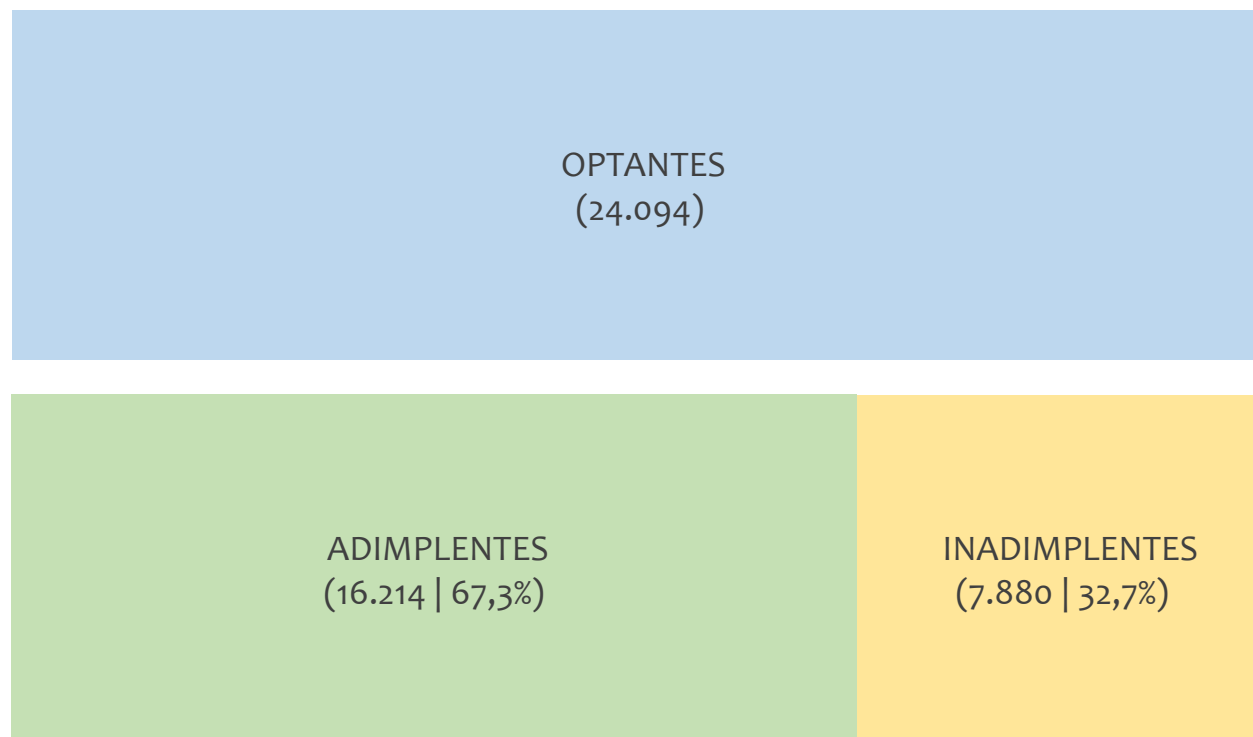 OPTANTES
(24.094)
ADIMPLENTES
(16.214 | 67,3%)
INADIMPLENTES
(7.880 | 32,7%)